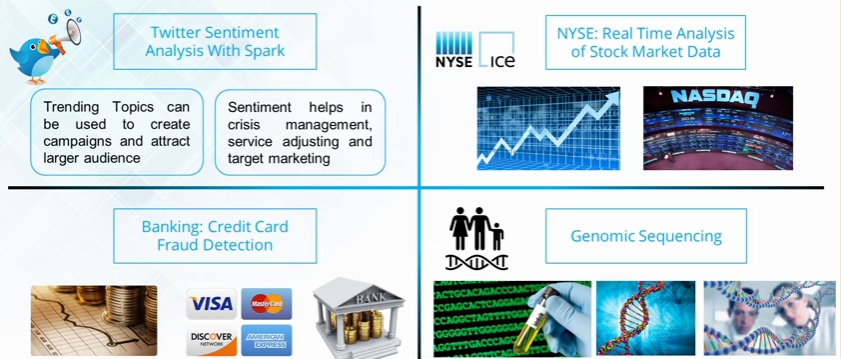 Twitter Sentiment
Analysis With Spark
Trending Topics can
be used to create
campaigns and attract
larger audience
Sentiment helps in
crisis management,
service adjusting and
target marketing
NYSE
ice
NYSE: Real Time Analysis
of Stock Market Data
NASDAQ
Banking: Credit Card
Fraud Detection
VISA
MasterCard
DISCOVER
NETWORK
AMERICAN
EXPRESS
BANK
Genomic Sequencing